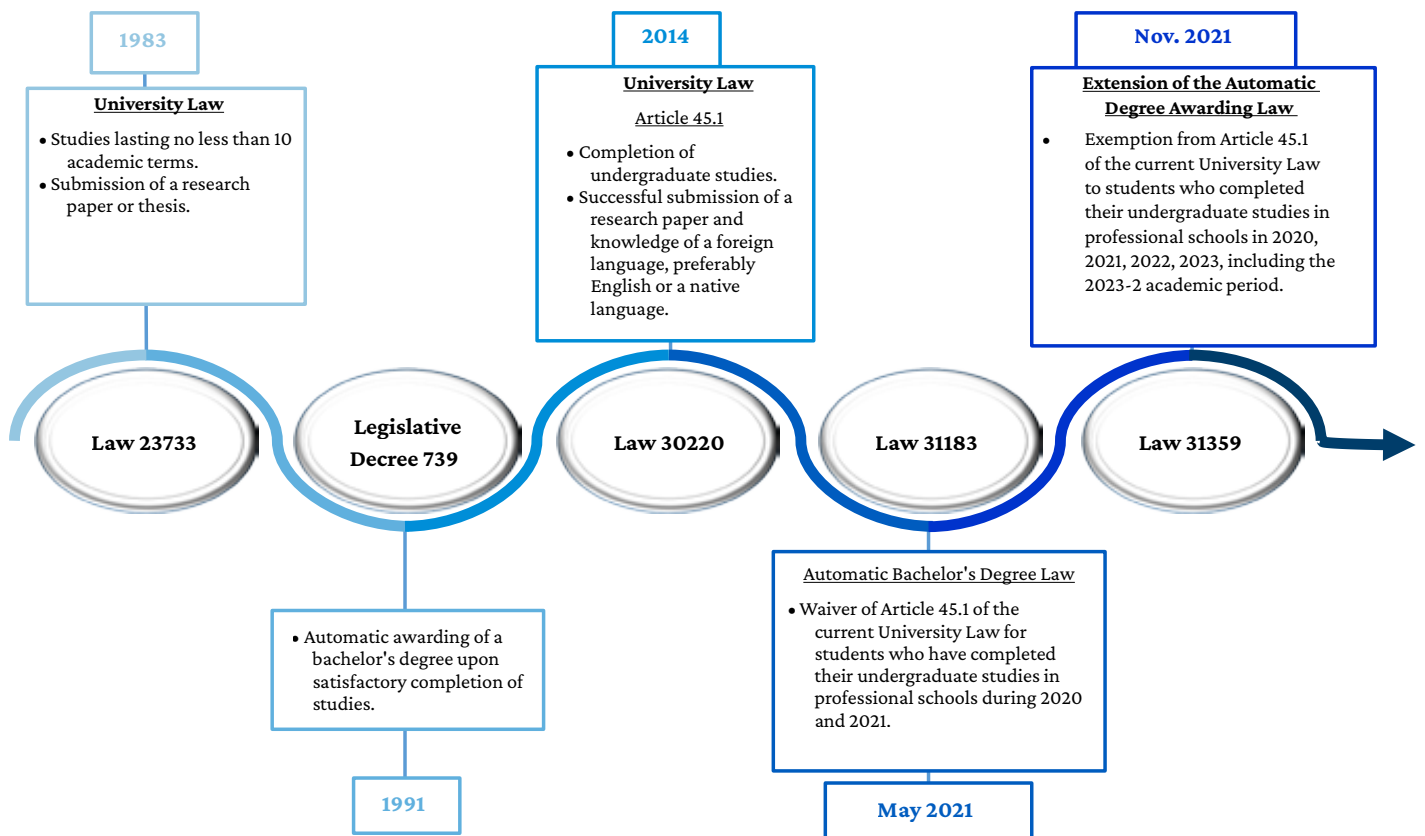 1983
University Law
• Studies lasting no less than 10
academic terms.
• Submission of a research
paper or thesis.
2014
University Law
Article 45.1
• Completion of
undergraduate studies.
• Successful submission of a
research paper and
knowledge of a foreign
language, preferably
English or a native
language.
Nov. 2021
Extension of the Automatic
Degree Awarding Law
• Exemption from Article 45.1
of the current University Law
to students who completed
their undergraduate studies in
professional schools in 2020,
2021, 2022, 2023, including the
2023-2 academic period.
Law 23733
Legislative
Decree 739
Law 30220
Law 31183
Law 31359
• Automatic awarding of a
bachelor's degree upon
satisfactory completion of
studies.
1991
Automatic Bachelor's Degree Law
• Waiver of Article 45.1 of the
current University Law for
students who have completed
their undergraduate studies in
professional schools during 2020
and 2021.
May 2021